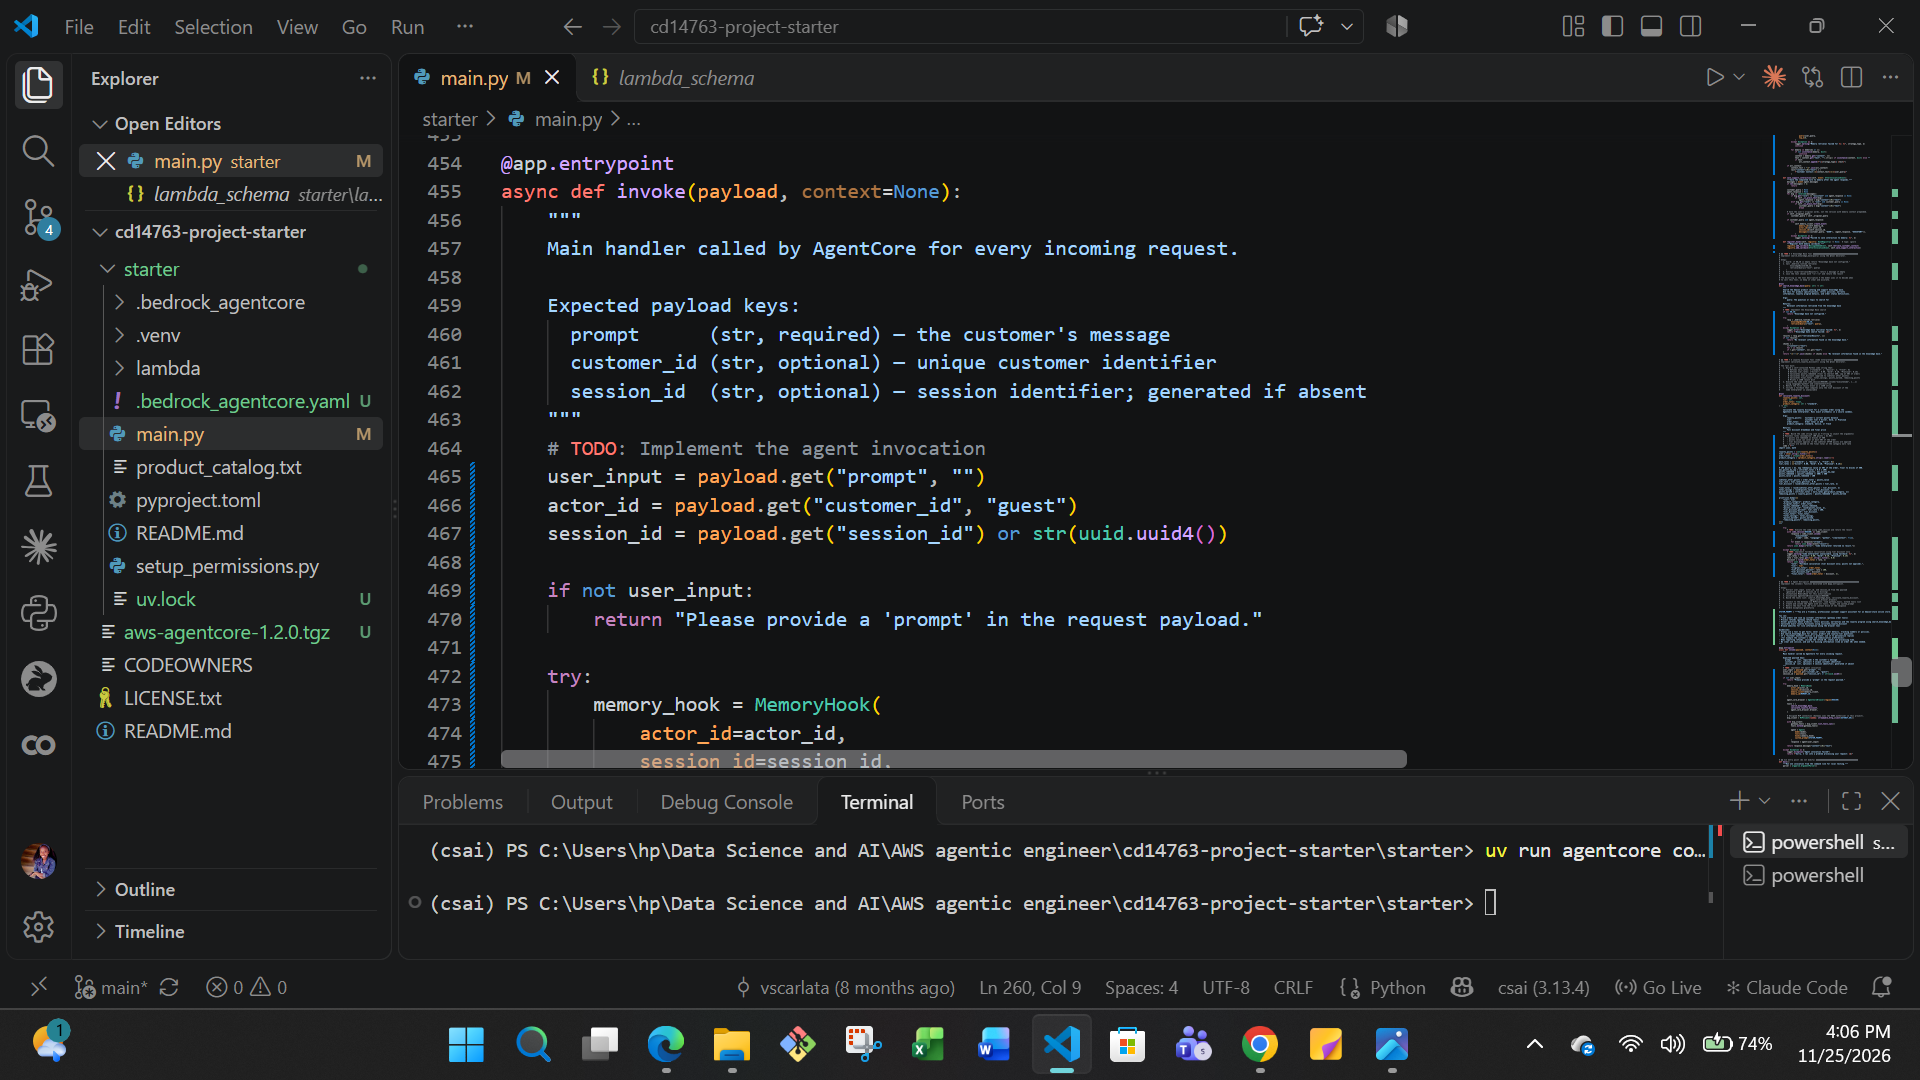 File Edit Selection View Go Run ...
cd14763-project-starter
Explorer
Open Editors
main.py starter M
lambda_schema starter\la...
cd14763-project-starter
starter
.bedrock_agentcore
.venv
lambda
.bedrock_agentcore.yaml U
main.py M
product_catalog.txt
pyproject.toml
README.md
setup_permissions.py
uv.lock U
aws-agentcore-1.2.0.tgz U
CODEOWNERS
LICENSE.txt
README.md
Outline
Timeline
4
main.py M
lambda_schema
starter > main.py > ...
453
454 @app.entrypoint
455 async def invoke(payload, context=None):
456 """
457 Main handler called by AgentCore for every incoming request.
458
459 Expected payload keys:
460 prompt (str, required) — the customer's message
461 customer_id (str, optional) — unique customer identifier
462 session_id (str, optional) — session identifier; generated if absent
463 """
464 # TODO: Implement the agent invocation
465 user_input = payload.get("prompt", "")
466 actor_id = payload.get("customer_id", "guest")
467 session_id = payload.get("session_id") or str(uuid.uuid4())
468
469 if not user_input:
470 return "Please provide a 'prompt' in the request payload."
471
472 try:
473 memory_hook = MemoryHook(
474 actor_id=actor_id,
475 session_id=session_id,
Problems Output Debug Console Terminal Ports
(csai) PS C:\Users\hp\Data Science and AI\AWS agentic engineer\cd14763-project-starter\starter> uv run agentcore co...
(csai) PS C:\Users\hp\Data Science and AI\AWS agentic engineer\cd14763-project-starter\starter>
powershell s...
powershell
main* 0 0
vscarlata (8 months ago) Ln 260, Col 9 Spaces: 4 UTF-8 CRLF Python csai (3.13.4) Go Live Claude Code
1
74%
4:06 PM
11/25/2026